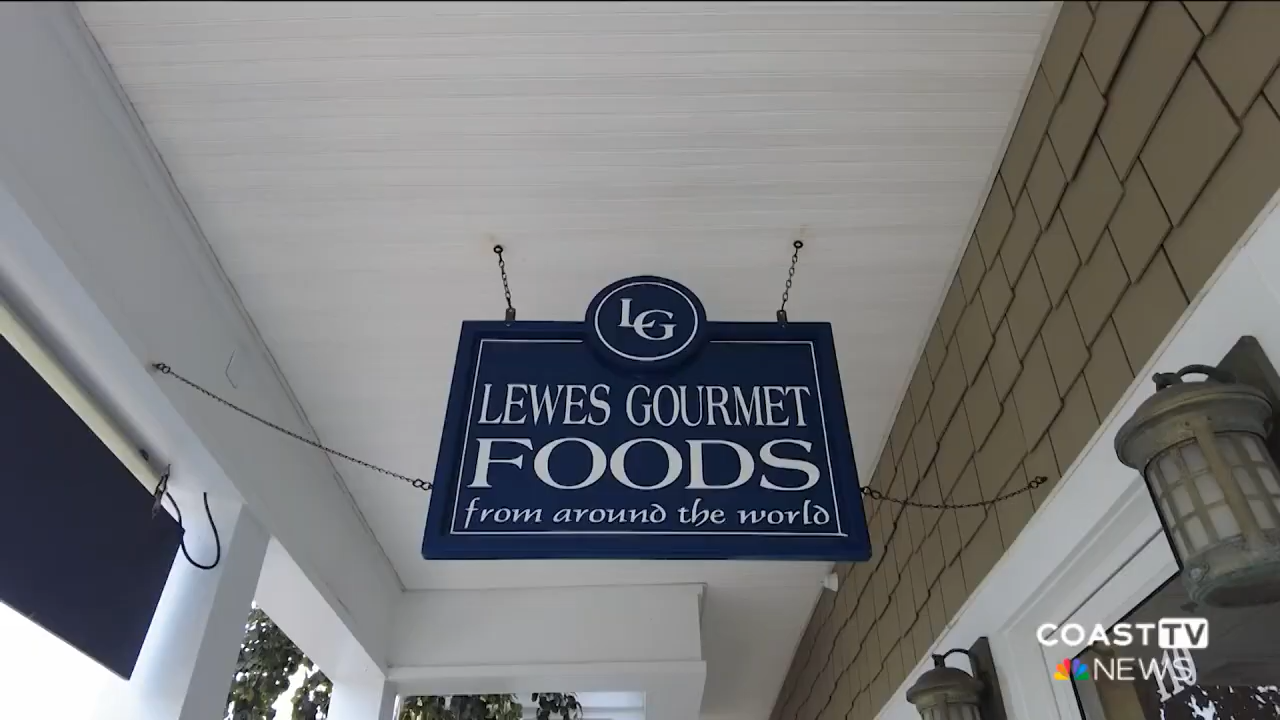 LG
LEWES GOURMET
FOODS
from around the world
COAST TV
NEWS